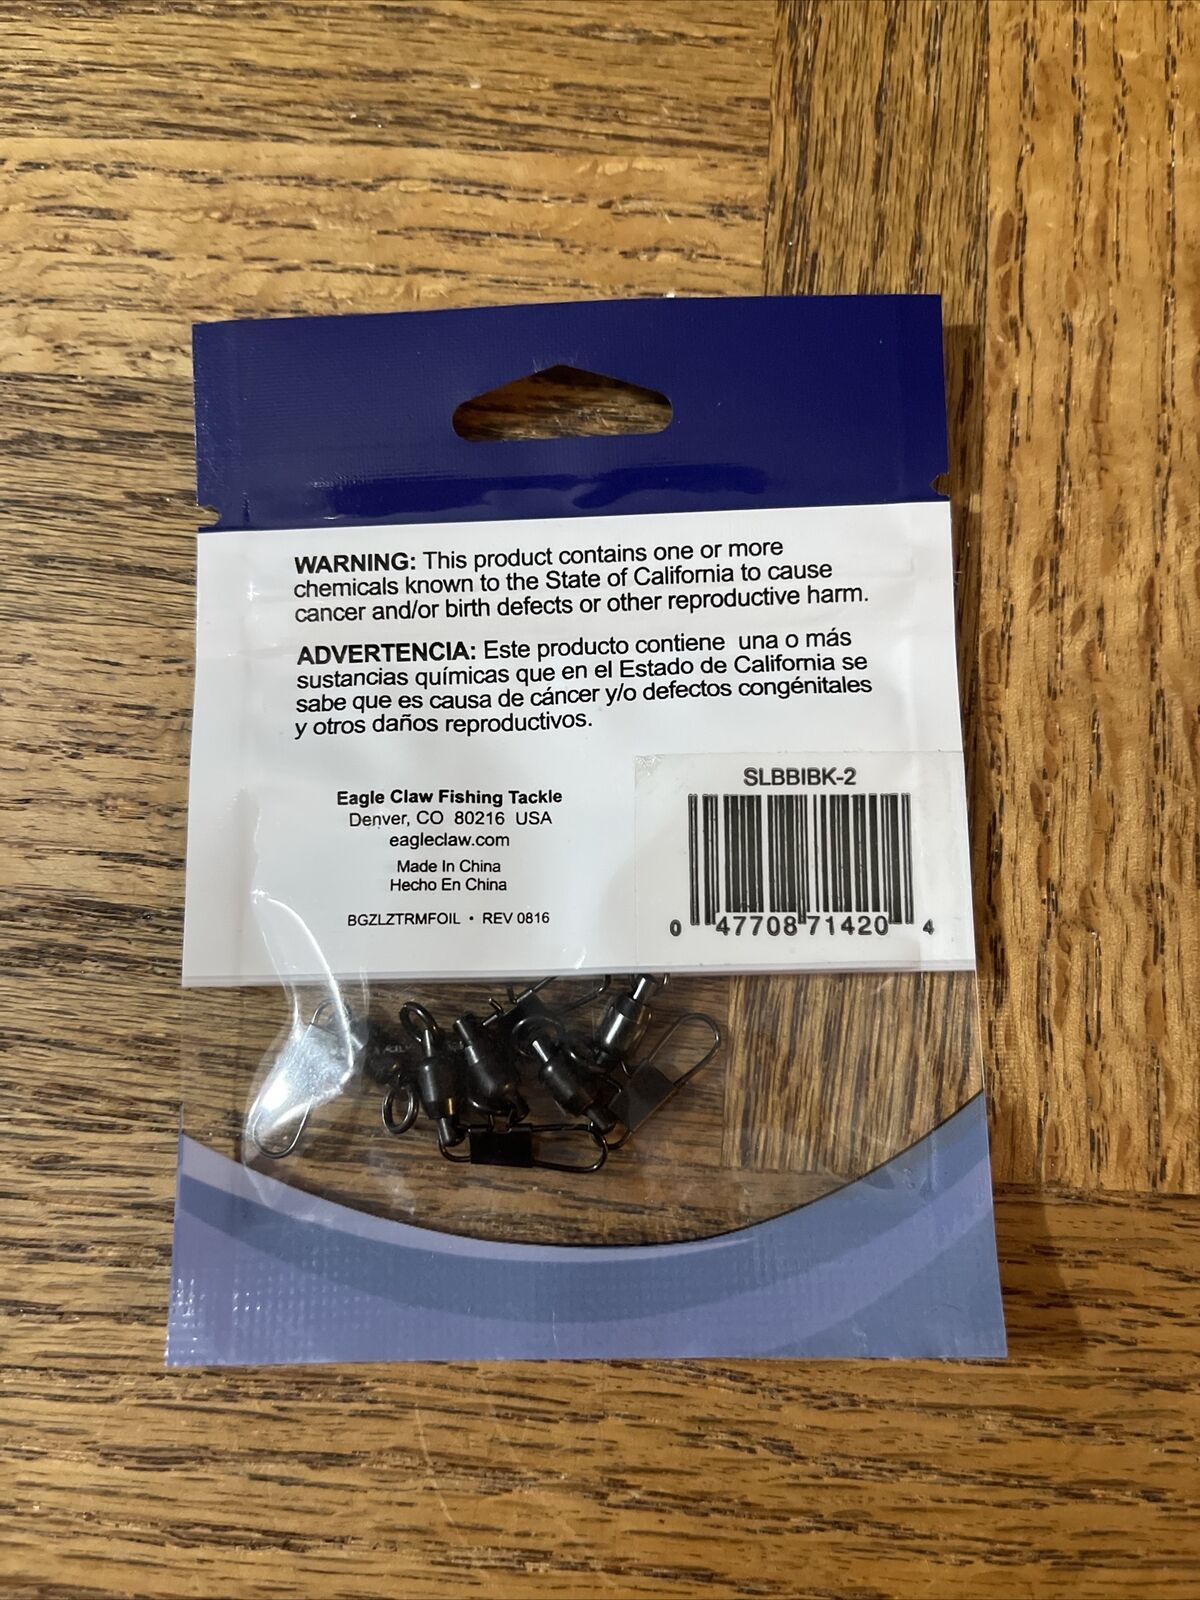 WARNING: This product contains one or more
chemicals known to the State of California to cause
cancer and/or birth defects or other reproductive harm.
ADVERTENCIA: Este producto contiene una o más
sustancias químicas que en el Estado de California se
sabe que es causa de cáncer y/o defectos congénitales
y otros daños reproductivos.
Eagle Claw Fishing Tackle
Denver, CO 80216 USA
eagleclaw.com
Made In China
Hecho En China
BGZLZTRMFOIL • REV 0816
SLBBIBK-2
0 47708 71420 4